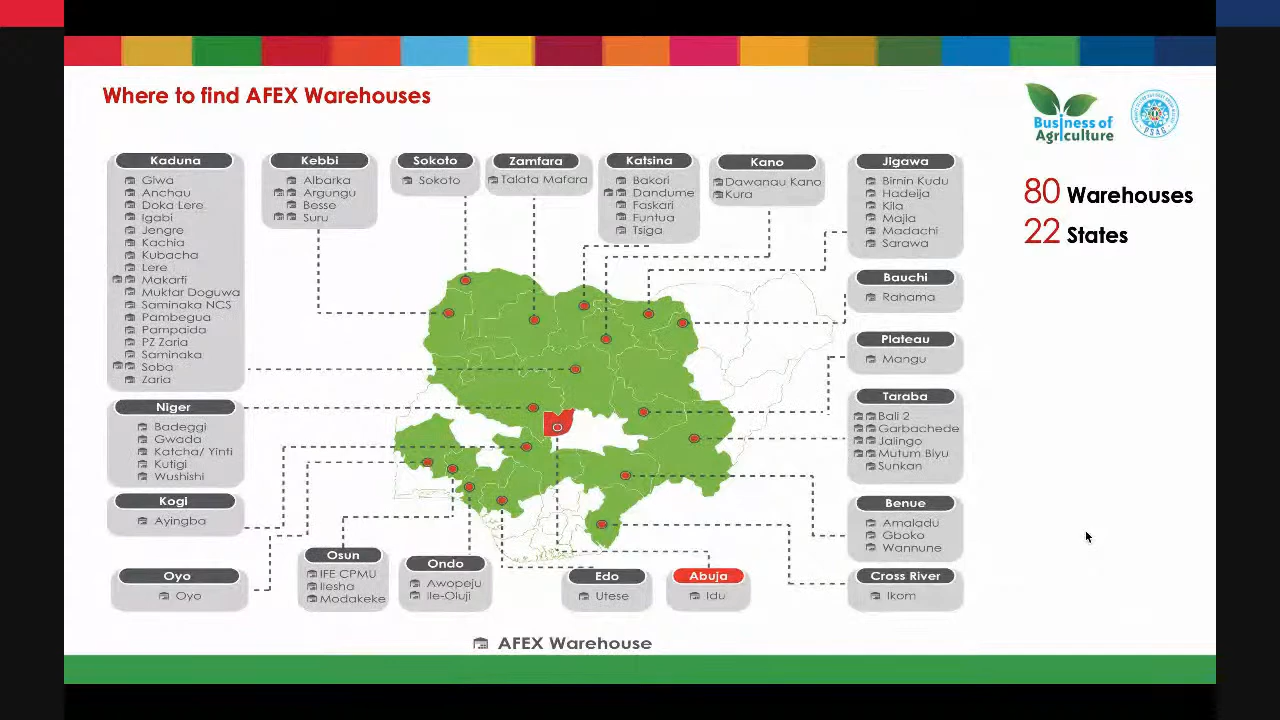 Where to find AFEX Warehouses
Business of
Agriculture
PSAG
80 Warehouses
22 States
Kaduna
Giwa
Anchau
Doka Lere
Igabi
Jengre
Kachia
Kubacha
Lere
Makarfi
Muktar Doguwa
Saminaka NCS
Pambegua
Pampaida
PZ Zaria
Saminaka
Soba
Zaria
Kebbi
Albarka
Argungu
Besse
Suru
Sokoto
Sokoto
Zamfara
Talata Mafara
Katsina
Bakori
Dandume
Faskari
Funtua
Tsiga
Kano
Dawanau Kano
Kura
Jigawa
Birnin Kudu
Hadeija
Kila
Majia
Madachi
Sarawa
Bauchi
Rahama
Plateau
Mangu
Taraba
Bali 2
Garbachede
Jalingo
Mutum Biyu
Sunkan
Niger
Badeggi
Gwada
Katcha/ Yinti
Kutigi
Wushishi
Kogi
Ayingba
Oyo
Oyo
Osun
IFE CPMU
Ilesha
Modakeke
Ondo
Awopeju
Ile-Oluji
Edo
Utese
Abuja
Idu
Benue
Amaladu
Gboko
Wannune
Cross River
Ikom
AFEX Warehouse